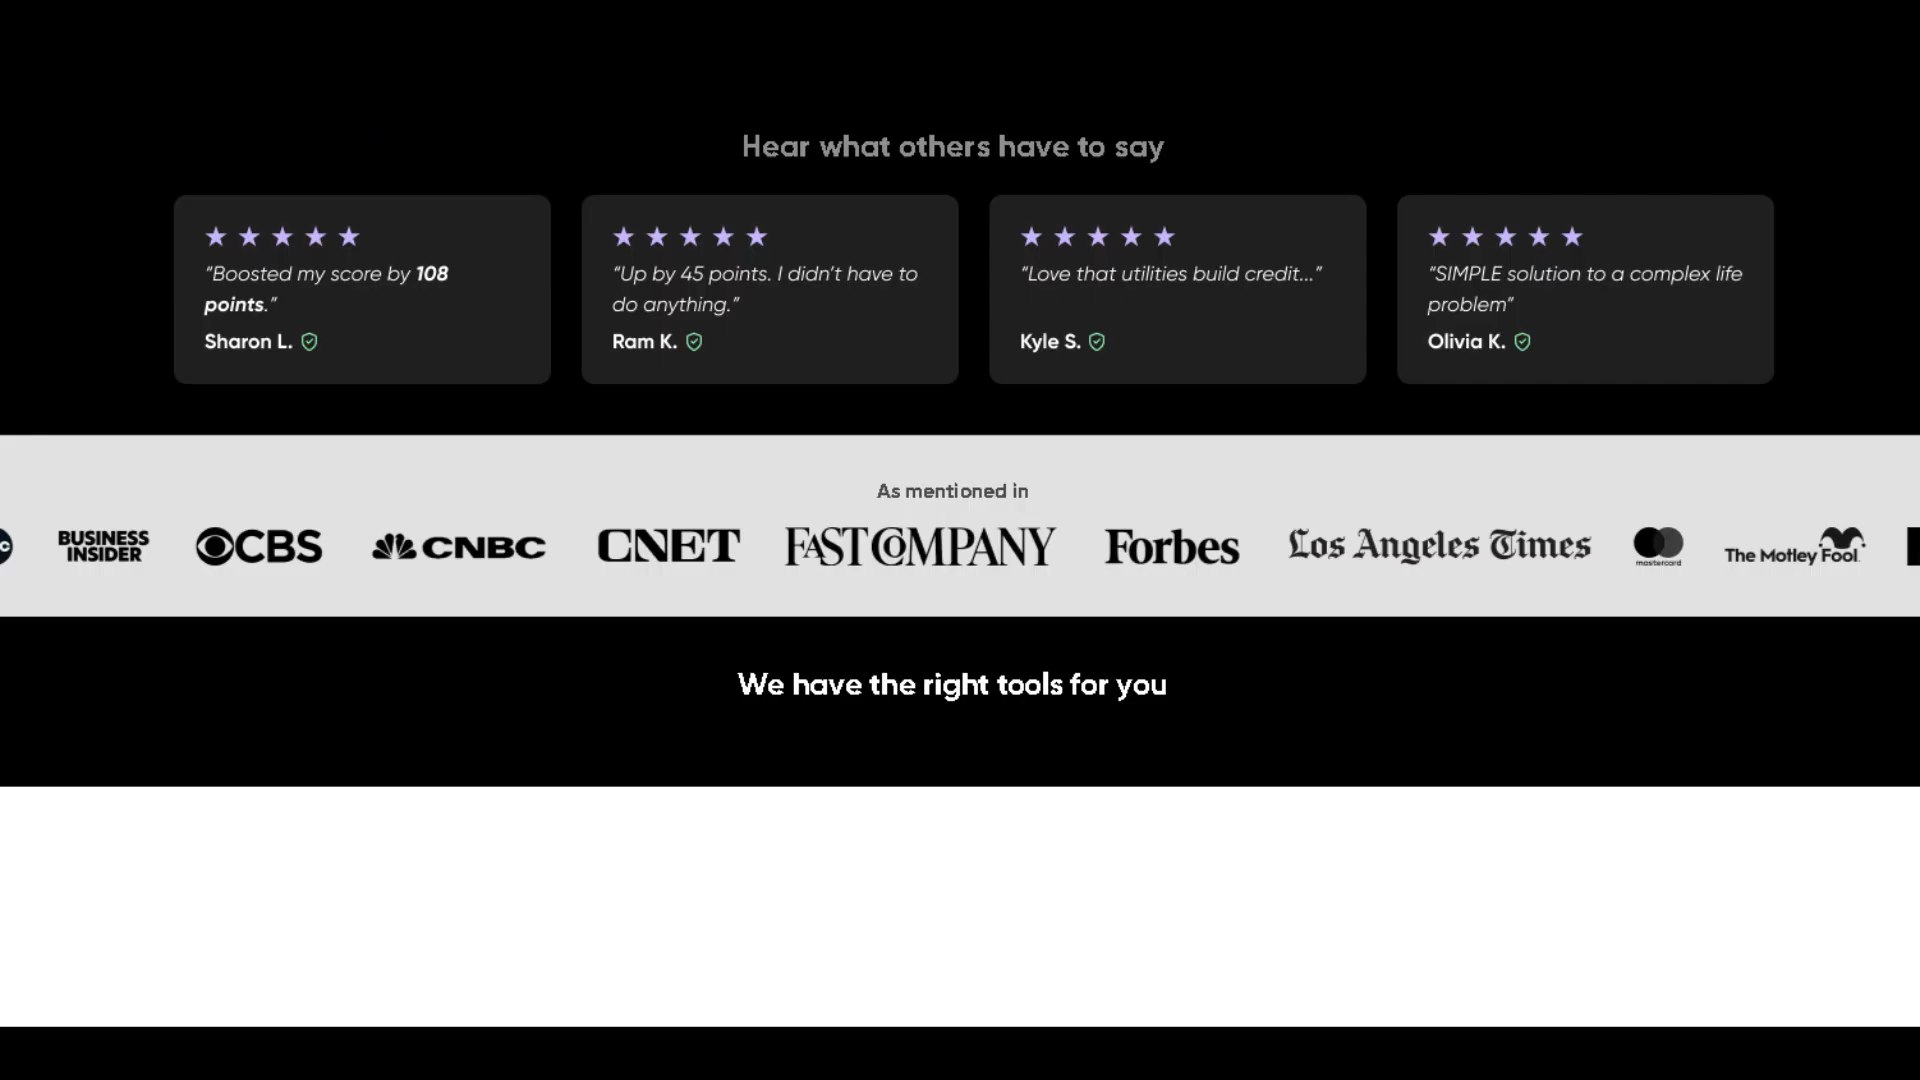 Hear what others have to say
“Boosted my score by 108
points.”
Sharon L.
“Up by 45 points. I didn’t have to
do anything.”
Ram K.
“Love that utilities build credit...”
Kyle S.
“SIMPLE solution to a complex life
problem”
Olivia K.
As mentioned in
BUSINESS
INSIDER
CBS
CNBC
CNET
FAST COMPANY
Forbes
Los Angeles Times
mastercard
The Motley Fool
We have the right tools for you